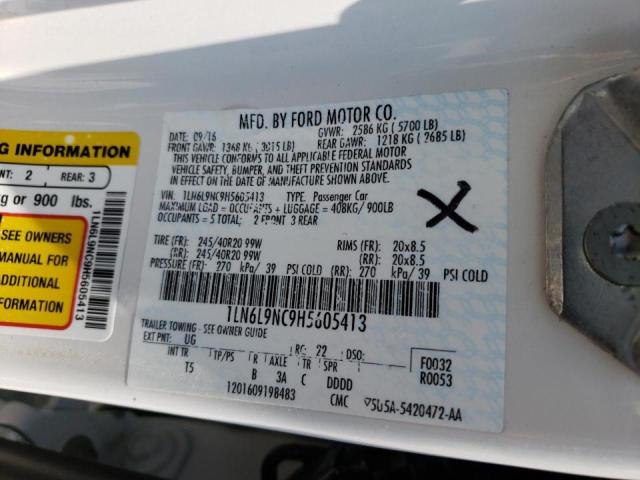 MFD. BY FORD MOTOR CO.
DATE: 09/16 GVWR: 2586 KG ( 5700 LB)
FRONT GAWR: 1368 KG ( 3015 LB) REAR GAWR: 1218 KG ( 2685 LB)
THIS VEHICLE CONFORMS TO ALL APPLICABLE FEDERAL MOTOR
VEHICLE SAFETY, BUMPER, AND THEFT PREVENTION STANDARDS
IN EFFECT ON THE DATE OF MANUFACTURE SHOWN ABOVE.
VIN: 1LN6L9NC9H5605413 TYPE: Passenger Car
MAXIMUM LOAD = OCCUPANTS + LUGGAGE = 408KG/ 900LB
OCCUPANTS = 5 TOTAL: 2 FRONT 3 REAR
TIRE (FR): 245/40R20 99W RIMS (FR): 20x8.5
(RR): 245/40R20 99W (RR): 20x8.5
PRESSURE (FR): 270 kPa/ 39 PSI COLD (RR): 270 kPa/ 39 PSI COLD
1LN6L9NC9H5605413
TRAILER TOWING - SEE OWNER GUIDE
EXT PNT: UG RC: 22 DSO: F0032
INT TR TP/PS R AXLE TR SPR R0053
T5 B 3A C DDDD
1201609198483 CMC 5U5A-5420472-AA
G INFORMATION
NT: 2 REAR: 3
g or 900 lbs.
SEE OWNERS
MANUAL FOR
ADDITIONAL
INFORMATION
1LN6L9NC9H5605413